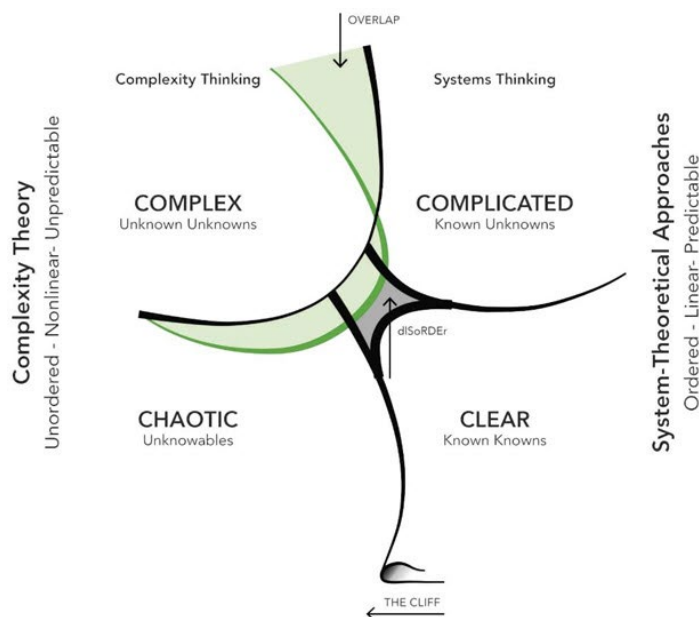 OVERLAP
Complexity Thinking
Systems Thinking
Complexity Theory
Unordered - Nonlinear- Unpredictable
COMPLEX
Unknown Unknowns
COMPLICATED
Known Unknowns
System-Theoretical Approaches
Ordered - Linear- Predictable
dISoRDEr
CHAOTIC
Unknowables
CLEAR
Known Knowns
THE CLIFF